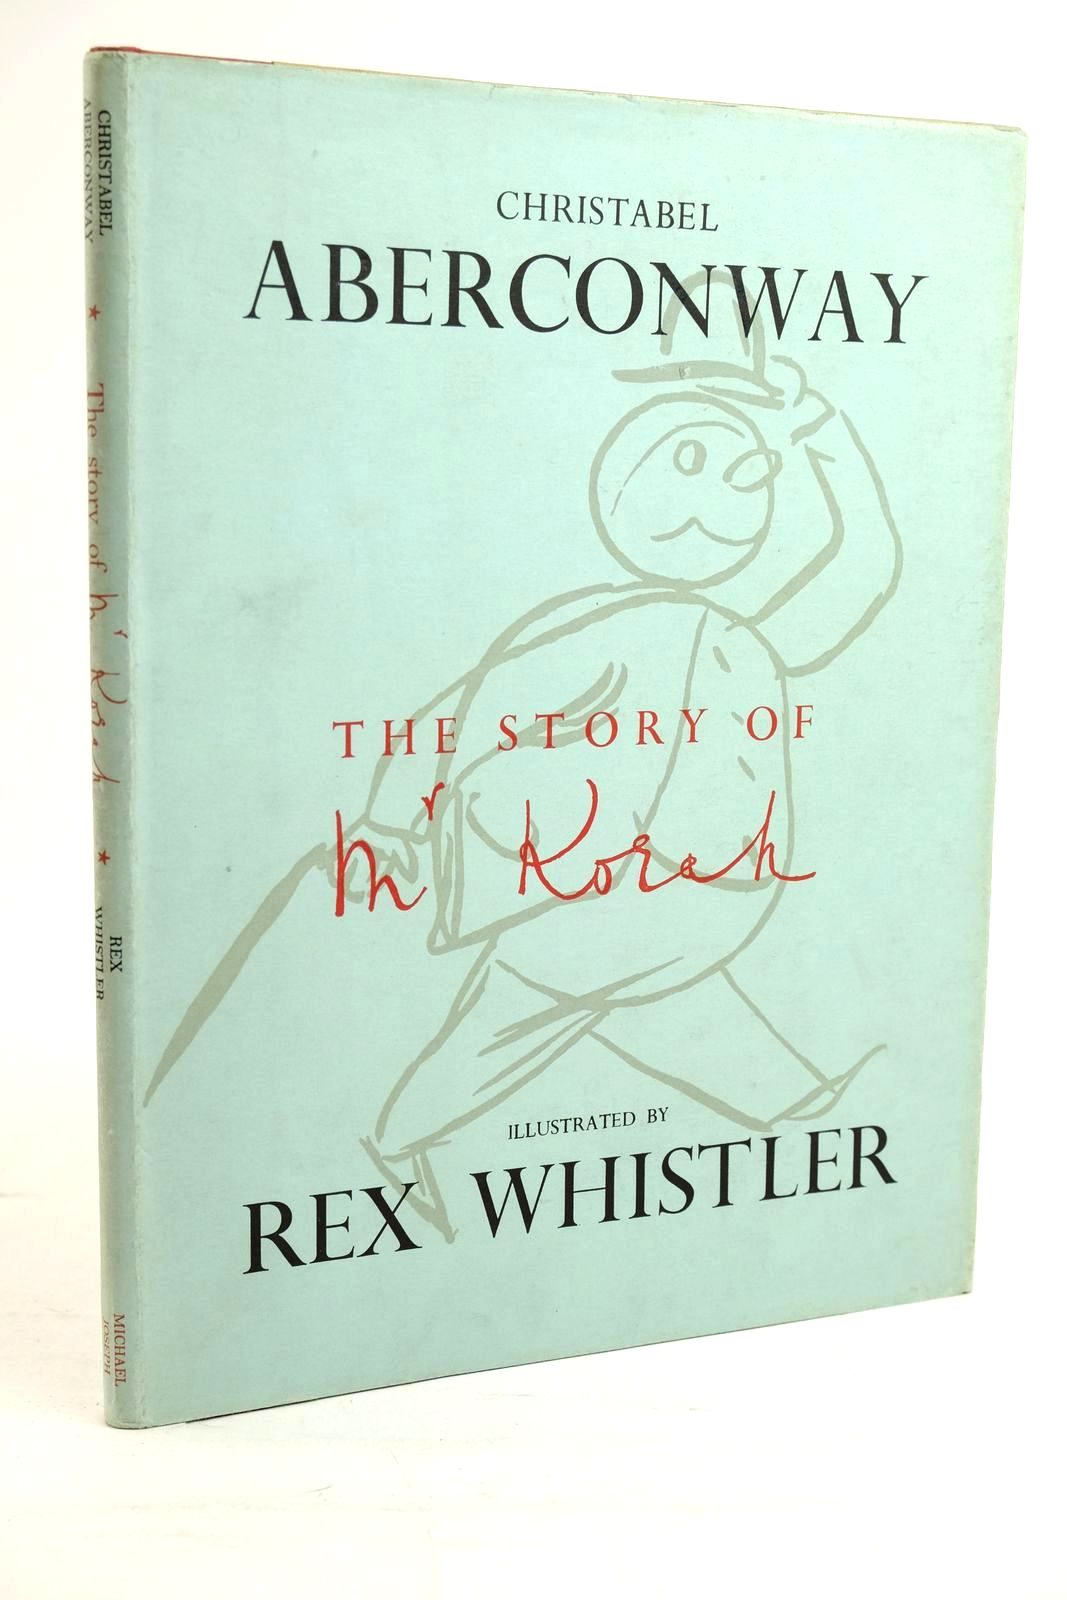 CHRISTABEL
ABERCONWAY
THE STORY OF
Mr Korah
ILLUSTRATED BY
REX WHISTLER
CHRISTABEL
ABERCONWAY
The story of Mr Korah
REX
WHISTLER
MICHAEL
JOSEPH